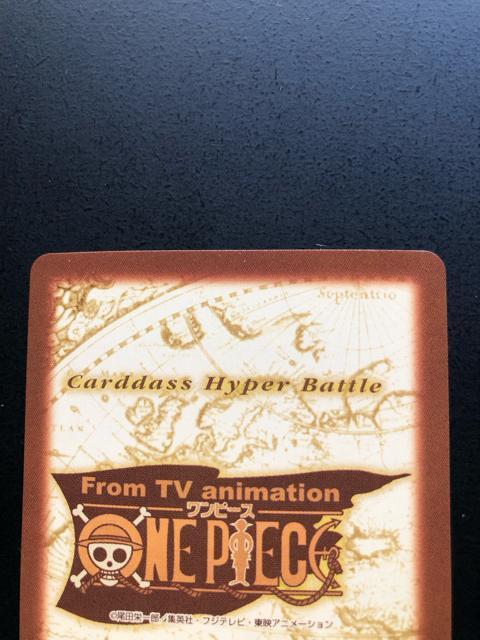 Septentrio
Carddass Hyper Battle
From TV animation
ワンピース
ONE PIECE
©尾田栄一郎／集英社・フジテレビ・東映アニメーション